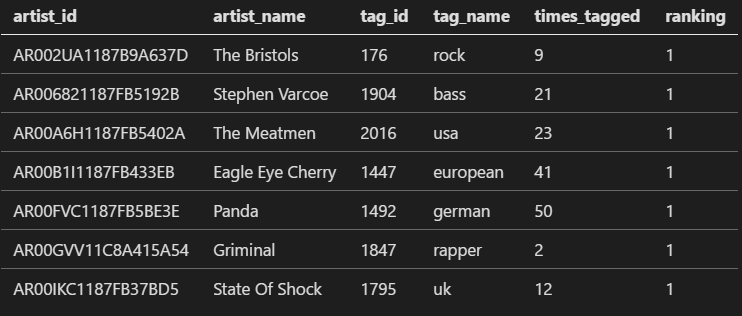 artist_id artist_name tag_id tag_name times_tagged ranking
AR002UA1187B9A637D The Bristols 176 rock 9 1
AR006821187FB5192B Stephen Varcoe 1904 bass 21 1
AR00A6H1187FB5402A The Meatmen 2016 usa 23 1
AR00B1I1187FB433EB Eagle Eye Cherry 1447 european 41 1
AR00FVC1187FB5BE3E Panda 1492 german 50 1
AR00GVV11C8A415A54 Griminal 1847 rapper 2 1
AR00IKC1187FB37BD5 State Of Shock 1795 uk 12 1